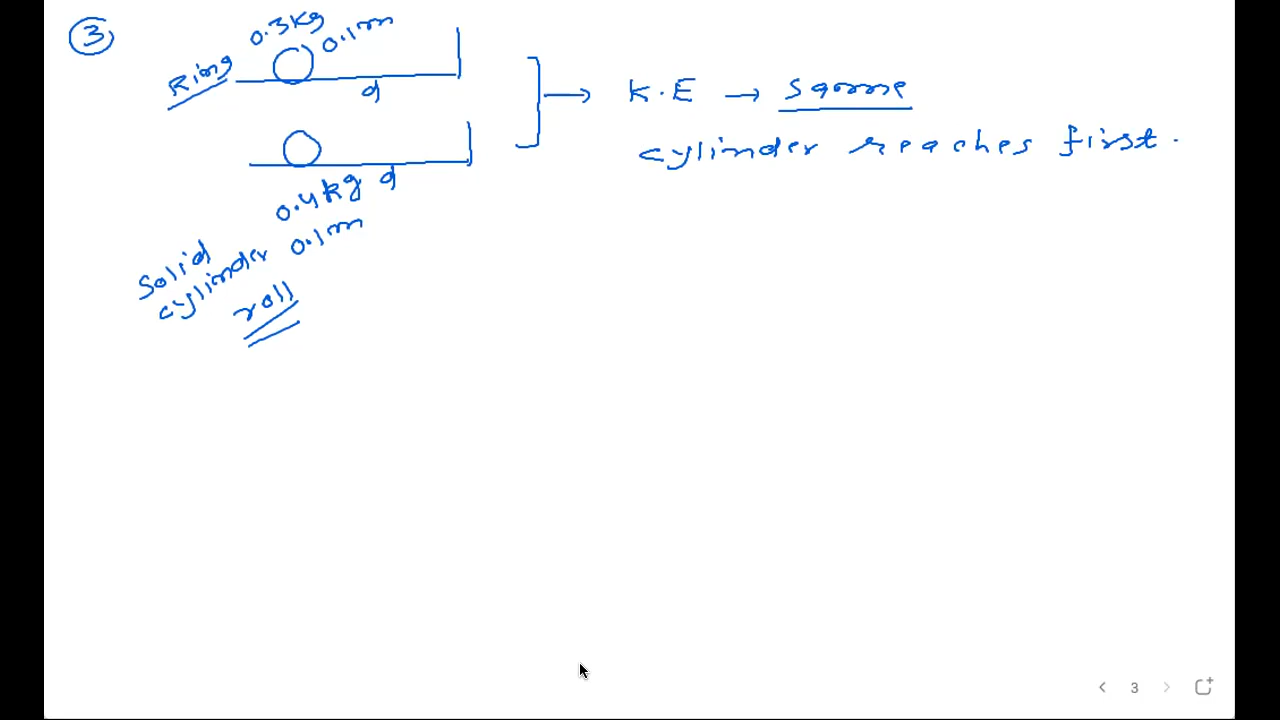 3
Ring 0.3kg 0.1m
d
K.E → same
cylinder reaches first.
0.4kg d
solid cylinder 0.1m
roll
3